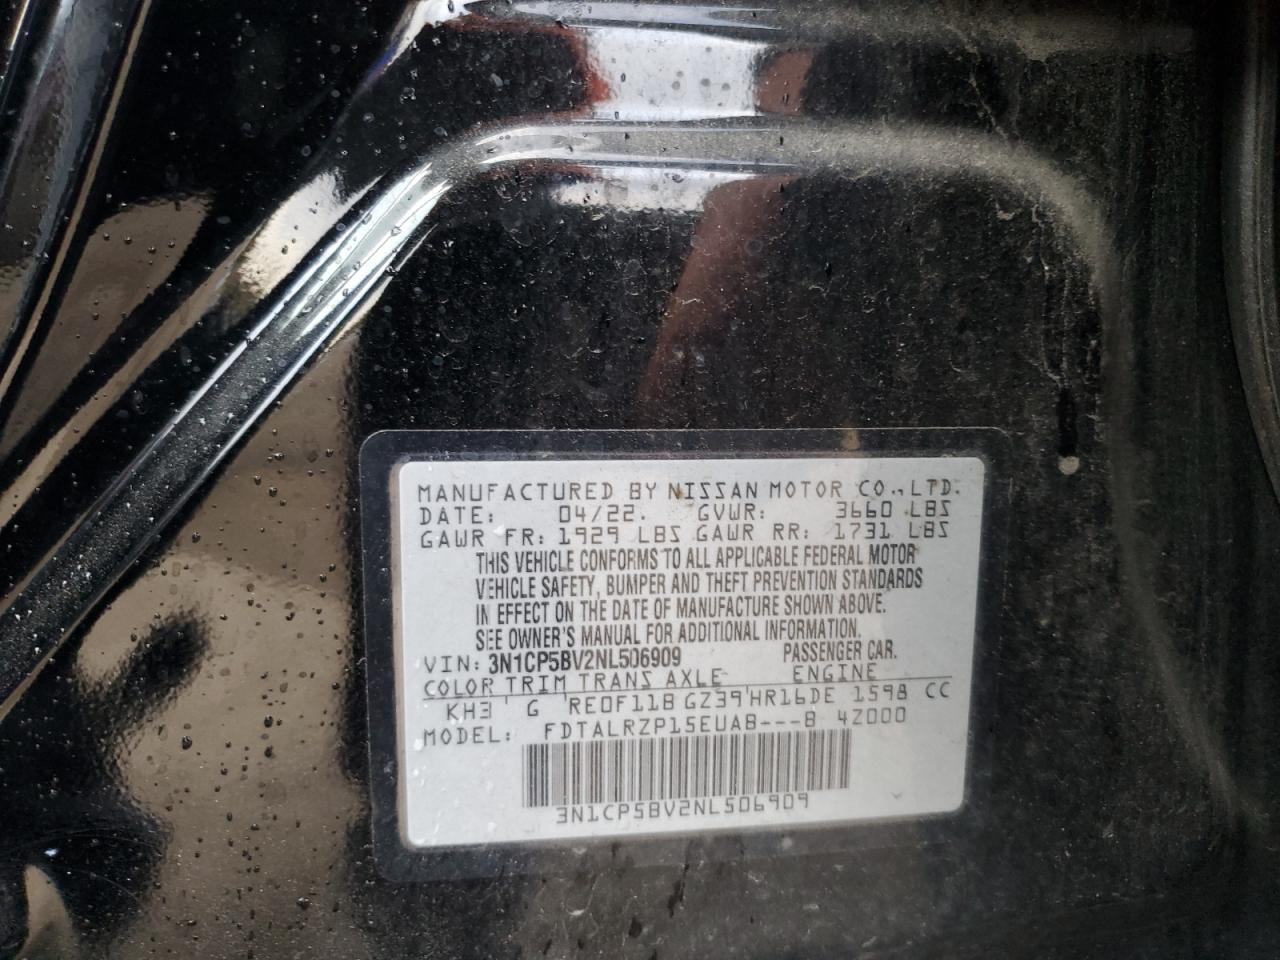 MANUFACTURED BY NISSAN MOTOR CO.,LTD.
DATE: 04/22. GVWR: 3660 LBS
GAWR FR: 1929 LBS GAWR RR: 1731 LBS
THIS VEHICLE CONFORMS TO ALL APPLICABLE FEDERAL MOTOR
VEHICLE SAFETY, BUMPER AND THEFT PREVENTION STANDARDS
IN EFFECT ON THE DATE OF MANUFACTURE SHOWN ABOVE.
SEE OWNER'S MANUAL FOR ADDITIONAL INFORMATION.
VIN: 3N1CP5BV2NL506909 PASSENGER CAR.
COLOR TRIM TRANS AXLE ENGINE
KH3 G RE0F11B GZ39 HR16DE 1598 CC
MODEL: FDTALRZP15EUAB---B 4Z000
3N1CP5BV2NL506909